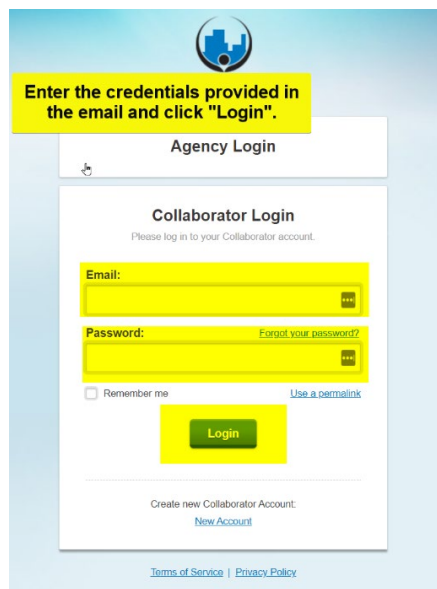 Enter the credentials provided in
the email and click "Login".
Agency Login
Collaborator Login
Please log in to your Collaborator account.
Email:
Password: Forgot your password?
Remember me Use a permalink
Login
Create new Collaborator Account:
New Account
Terms of Service | Privacy Policy